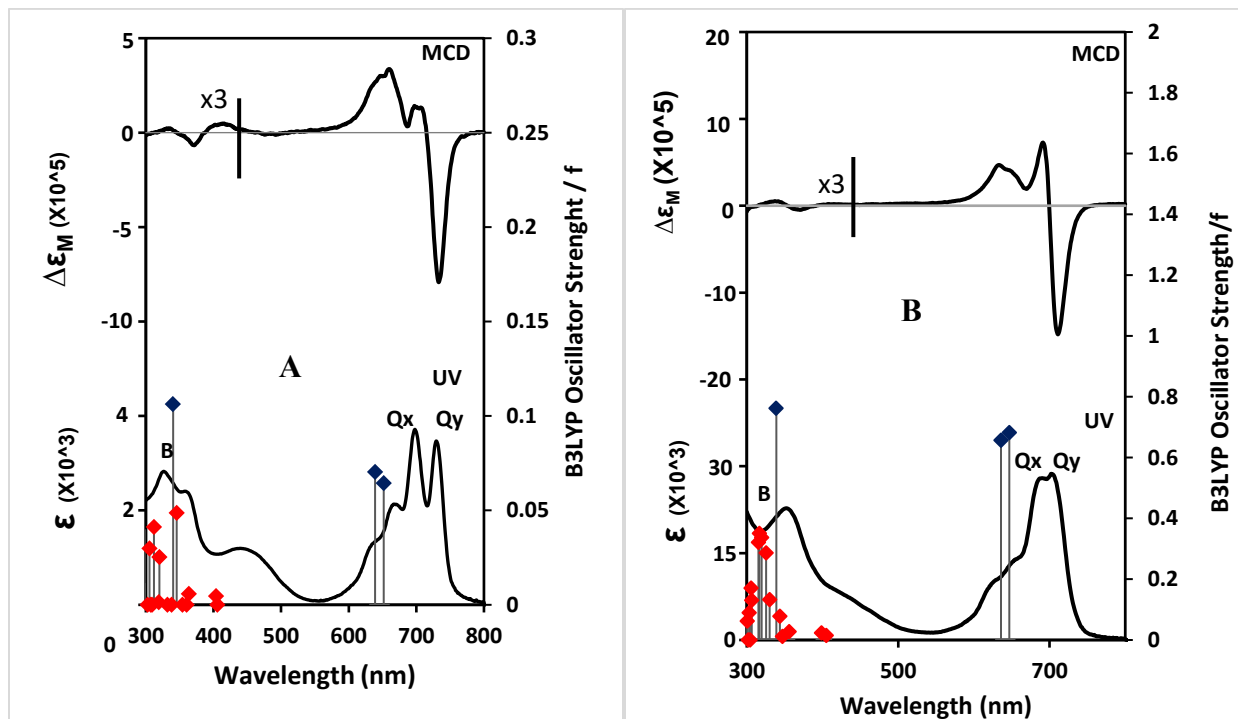 5
0
-5
-10
4
2
0
ΔεM (X10^5)
ε (X10^3)
MCD
x3
A
UV
Qx
Qy
B
0.3
0.25
0.2
0.15
0.1
0.05
0
B3LYP Oscillator Strenght / f
300 400 500 600 700 800
Wavelength (nm)
20
10
0
-10
-20
30
15
0
ΔεM (X10^5)
ε (X10^3)
MCD
x3
B
UV
Qx
Qy
B
2
1.8
1.6
1.4
1.2
1
0.8
0.6
0.4
0.2
0
B3LYP Oscillator Strength/f
300 500 700
Wavelength (nm)